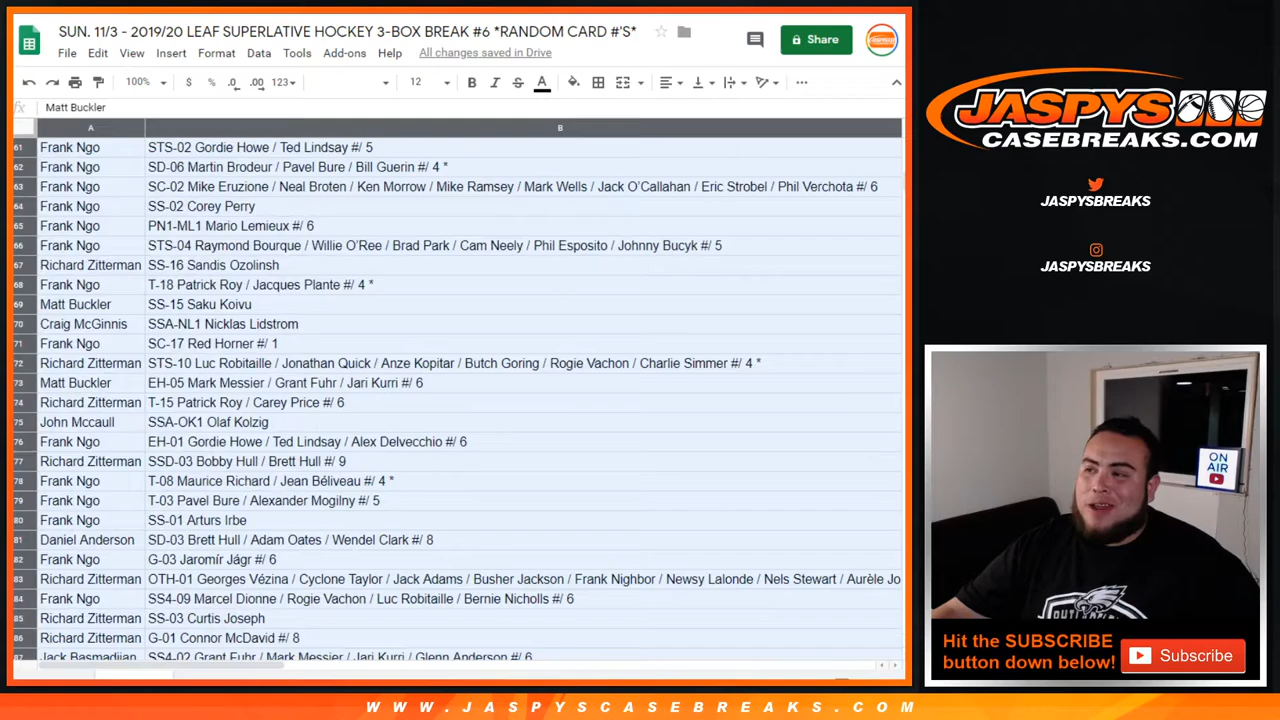 SUN. 11/3 - 2019/20 LEAF SUPERLATIVE HOCKEY 3-BOX BREAK #6 *RANDOM CARD #'S*
File Edit View Insert Format Data Tools Add-ons Help All changes saved in Drive
Share
100% $ % .0 .00 123 12 B I S A
fx Matt Buckler
A B
61 Frank Ngo STS-02 Gordie Howe / Ted Lindsay #/ 5
62 Frank Ngo SD-06 Martin Brodeur / Pavel Bure / Bill Guerin #/ 4 *
63 Frank Ngo SC-02 Mike Eruzione / Neal Broten / Ken Morrow / Mike Ramsey / Mark Wells / Jack O'Callahan / Eric Strobel / Phil Verchota #/ 6
64 Frank Ngo SS-02 Corey Perry
65 Frank Ngo PN1-ML1 Mario Lemieux #/ 6
66 Frank Ngo STS-04 Raymond Bourque / Willie O'Ree / Brad Park / Cam Neely / Phil Esposito / Johnny Bucyk #/ 5
67 Richard Zitterman SS-16 Sandis Ozolinsh
68 Frank Ngo T-18 Patrick Roy / Jacques Plante #/ 4 *
69 Matt Buckler SS-15 Saku Koivu
70 Craig McGinnis SSA-NL1 Nicklas Lidstrom
71 Frank Ngo SC-17 Red Horner #/ 1
72 Richard Zitterman STS-10 Luc Robitaille / Jonathan Quick / Anze Kopitar / Butch Goring / Rogie Vachon / Charlie Simmer #/ 4 *
73 Matt Buckler EH-05 Mark Messier / Grant Fuhr / Jari Kurri #/ 6
74 Richard Zitterman T-15 Patrick Roy / Carey Price #/ 6
75 John Mccaull SSA-OK1 Olaf Kolzig
76 Frank Ngo EH-01 Gordie Howe / Ted Lindsay / Alex Delvecchio #/ 6
77 Richard Zitterman SSD-03 Bobby Hull / Brett Hull #/ 9
78 Frank Ngo T-08 Maurice Richard / Jean Béliveau #/ 4 *
79 Frank Ngo T-03 Pavel Bure / Alexander Mogilny #/ 5
80 Frank Ngo SS-01 Arturs Irbe
81 Daniel Anderson SD-03 Brett Hull / Adam Oates / Wendel Clark #/ 8
82 Frank Ngo G-03 Jaromír Jágr #/ 6
83 Richard Zitterman OTH-01 Georges Vézina / Cyclone Taylor / Jack Adams / Busher Jackson / Frank Nighbor / Newsy Lalonde / Nels Stewart / Aurèle Jo
84 Frank Ngo SS4-09 Marcel Dionne / Rogie Vachon / Luc Robitaille / Bernie Nicholls #/ 6
85 Richard Zitterman SS-03 Curtis Joseph
86 Richard Zitterman G-01 Connor McDavid #/ 8
87 Jack Basmadjian SS4-02 Grant Fuhr / Mark Messier / Jari Kurri / Glenn Anderson #/ 6
JASPYS
CASEBREAKS.COM
JASPYSBREAKS
JASPYSBREAKS
ON
AIR
Hit the SUBSCRIBE
button down below!
Subscribe
WWW.JASPYSCASEBREAKS.COM